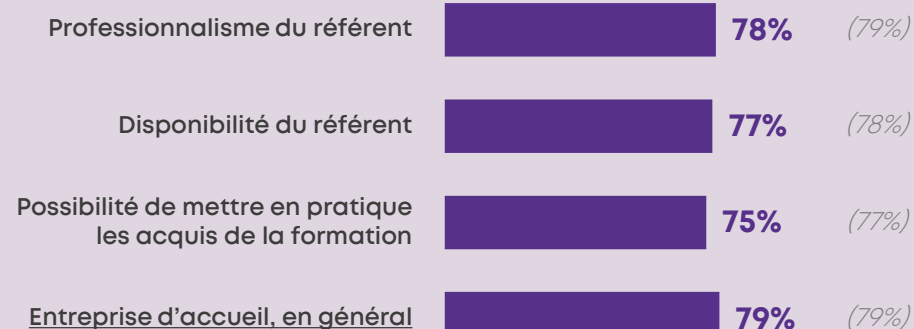 Professionnalisme du référent 78% (79%)
Disponibilité du référent 77% (78%)
Possibilité de mettre en pratique
les acquis de la formation 75% (77%)
Entreprise d'accueil, en général 79% (79%)